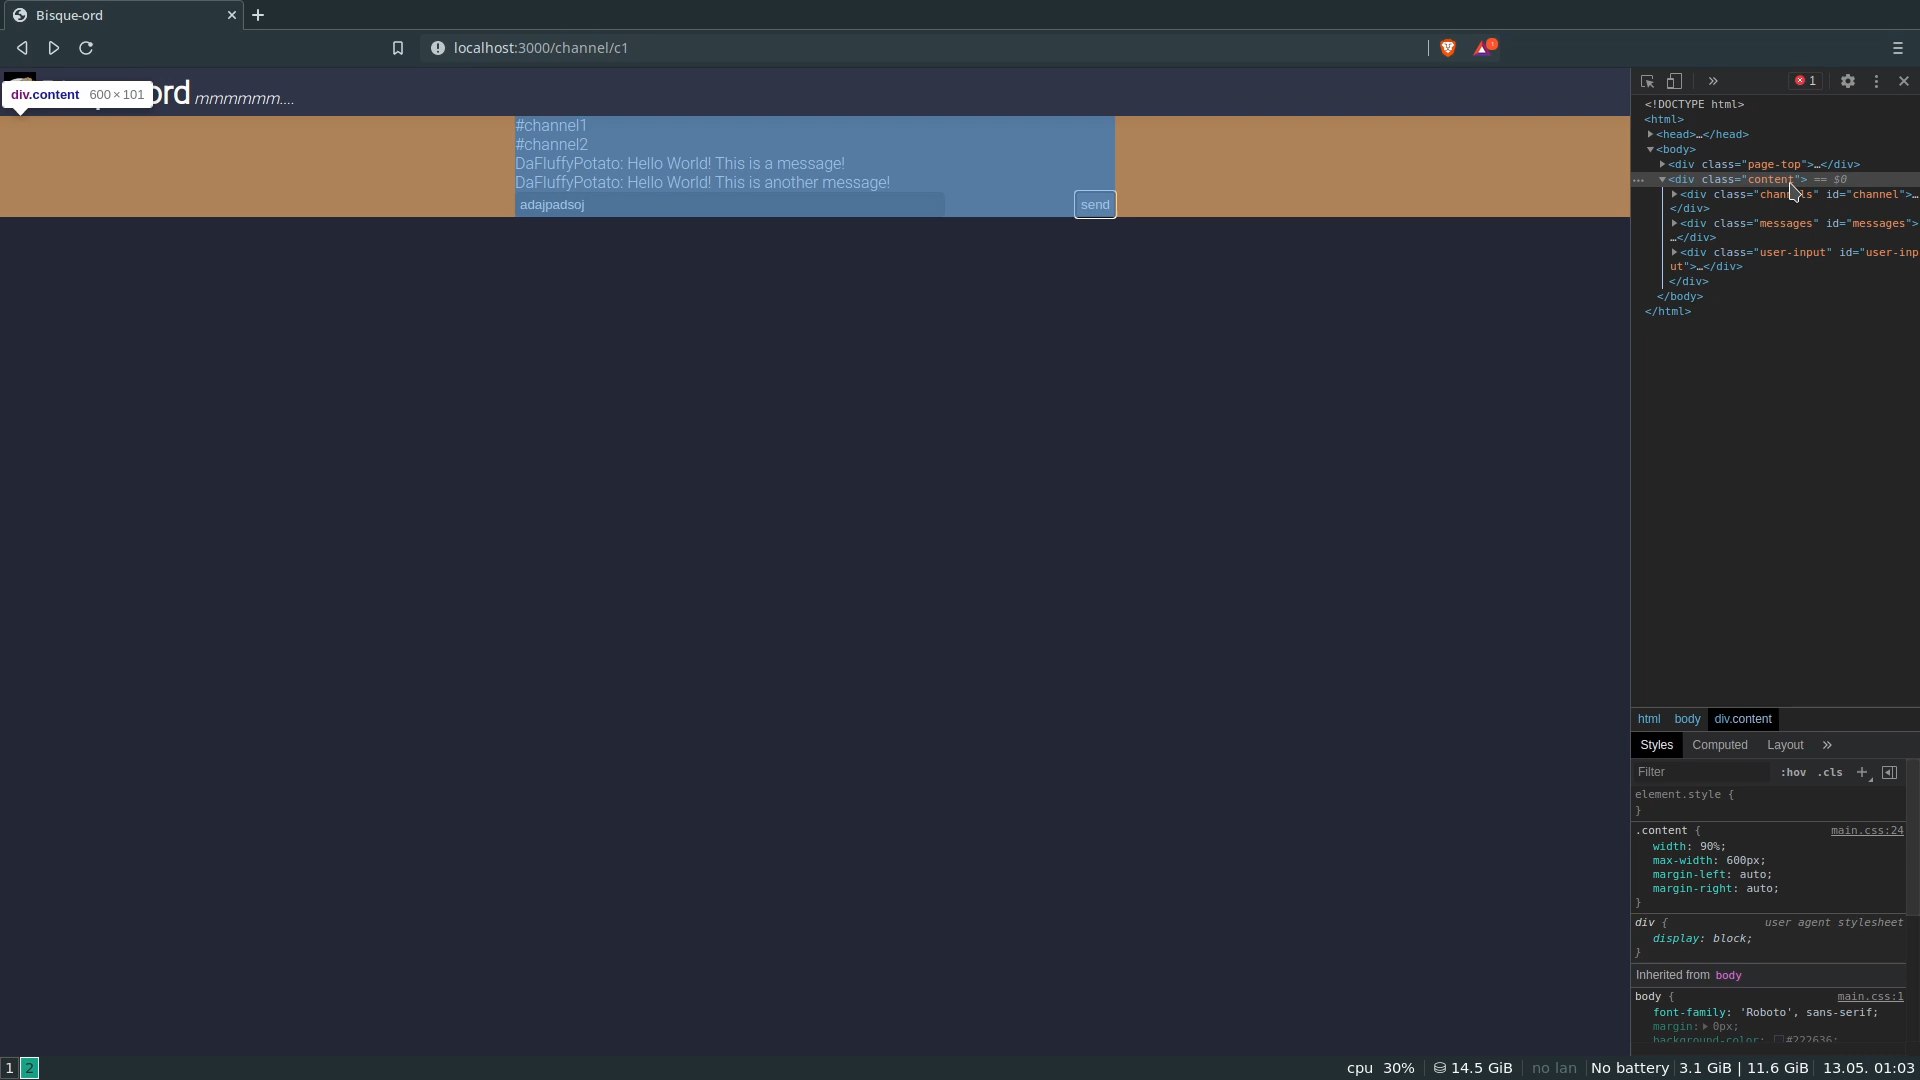 Bisque-ord
localhost:3000/channel/c1
ord mmmmmm....
div.content 600 × 101
#channel1
#channel2
DaFluffyPotato: Hello World! This is a message!
DaFluffyPotato: Hello World! This is another message!
adajpadsoj
send
1
<!DOCTYPE html>
<html>
<head>…</head>
<body>
<div class="page-top">…</div>
<div class="content"> == $0
<div class="channels" id="channel">…
</div>
<div class="messages" id="messages">
…</div>
<div class="user-input" id="user-inp
ut">…</div>
</div>
</body>
</html>
html body div.content
Styles Computed Layout
Filter :hov .cls
element.style {
}
.content { main.css:24
width: 90%;
max-width: 600px;
margin-left: auto;
margin-right: auto;
}
div { user agent stylesheet
display: block;
}
Inherited from body
body { main.css:1
font-family: 'Roboto', sans-serif;
margin: 0px;
background-color: #222636;
1 2
cpu 30% 14.5 GiB no lan No battery 3.1 GiB | 11.6 GiB 13.05. 01:03